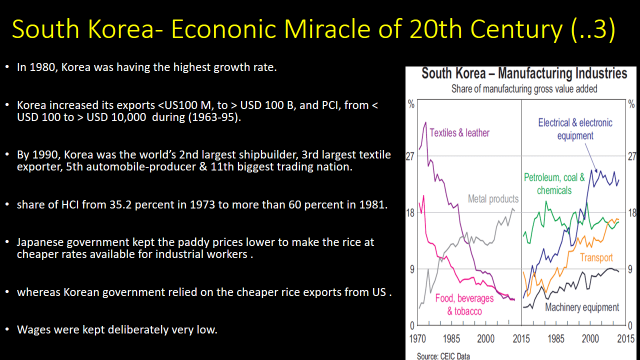 South Korea- Econonic Miracle of 20th Century (..3)
• In 1980, Korea was having the highest growth rate.
• Korea increased its exports <US100 M, to > USD 100 B, and PCI, from <
USD 100 to > USD 10,000 during (1963-95).
• By 1990, Korea was the world's 2nd largest shipbuilder, 3rd largest textile
exporter, 5th automobile-producer & 11th biggest trading nation.
• share of HCI from 35.2 percent in 1973 to more than 60 percent in 1981.
• Japanese government kept the paddy prices lower to make the rice at
cheaper rates available for industrial workers .
• whereas Korean government relied on the cheaper rice exports from US .
• Wages were kept deliberately very low.
South Korea – Manufacturing Industries
Share of manufacturing gross value added
% %
Textiles & leather
Electrical & electronic
equipment
27 27
Petroleum, coal &
chemicals
Metal products
18 18
Transport
9 9
Food, beverages
& tobacco
Machinery equipment
0 0
1970 1985 2000 1985 2000 2015
Source: CEIC Data